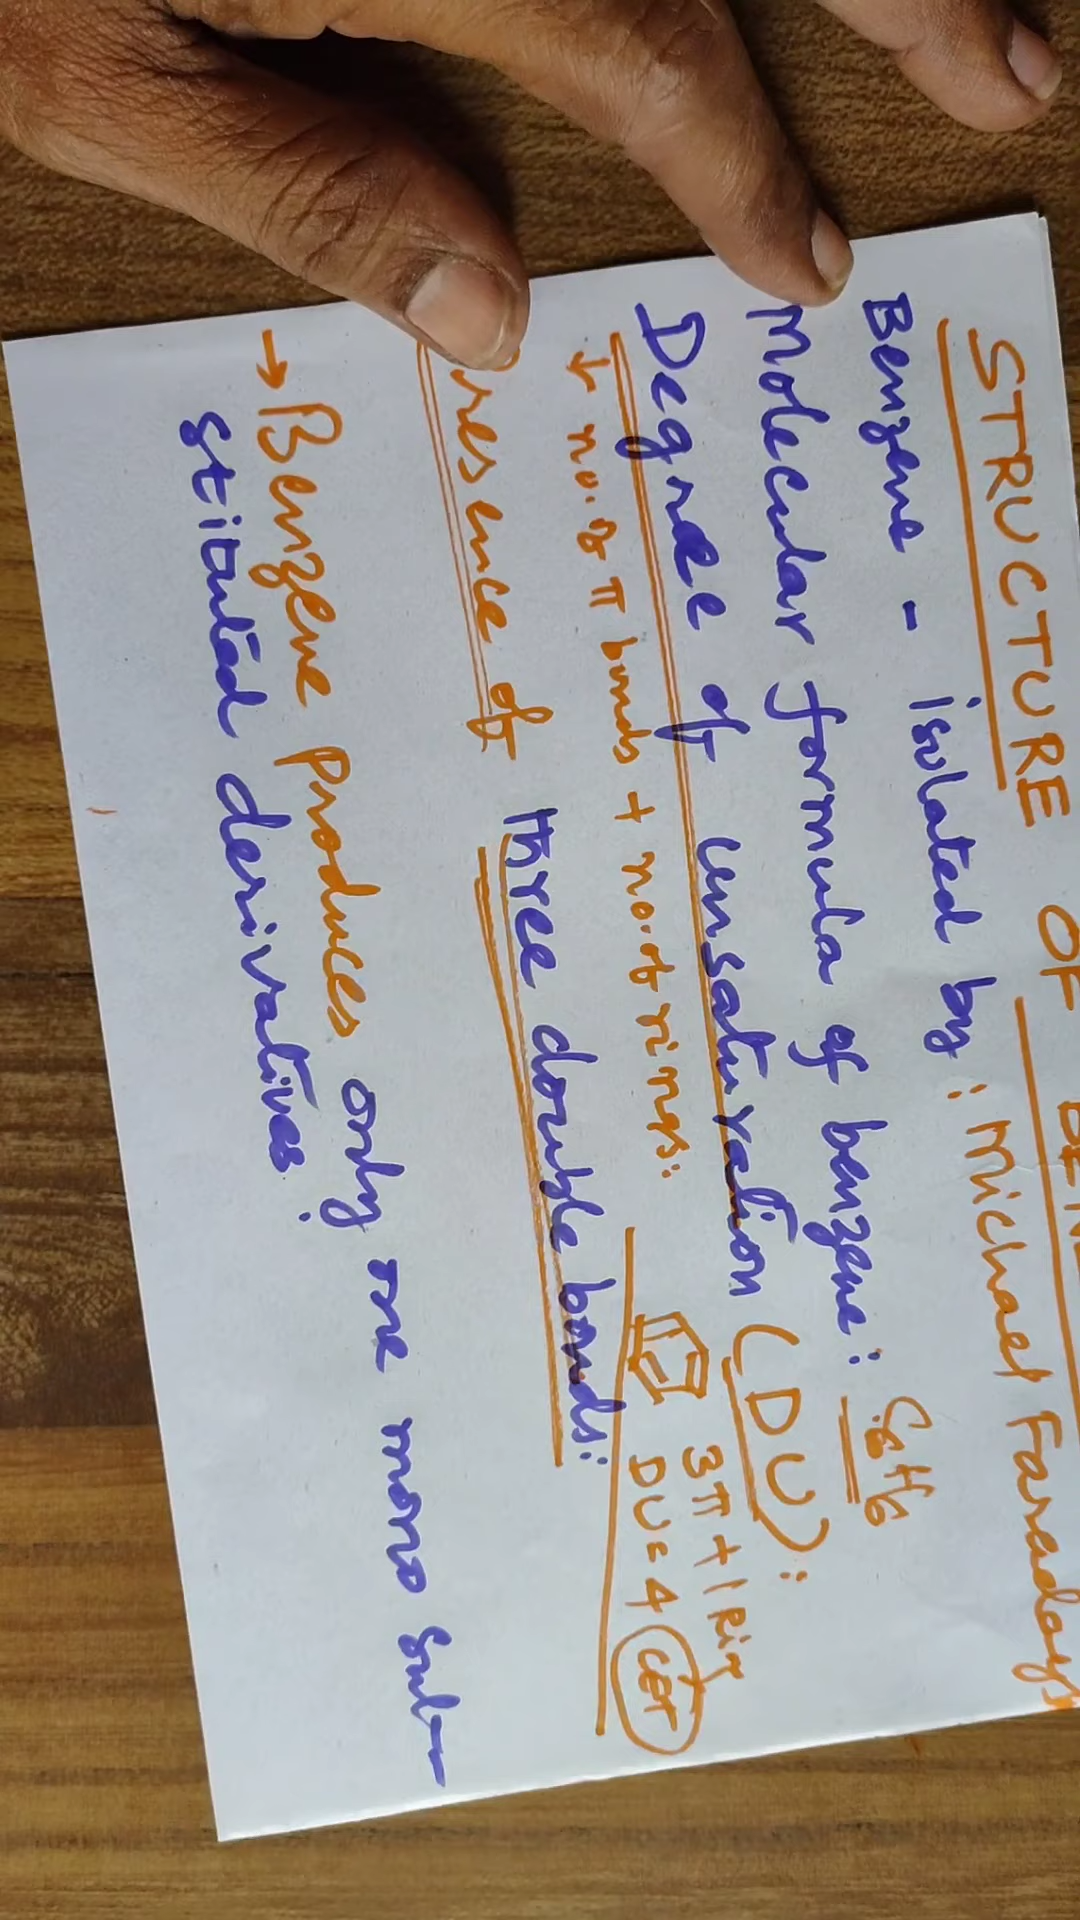 STRUCTURE OF BEN
Benzene - isolated by : Michael Faraday
Molecular formula of benzene : C6H6
Degree of unsaturation (DU):
↓ no. of π bonds + no. of rings:
3π + 1 Ring
DU = 4 CET
Presence of three double bonds:
→ Benzene produces only one mono sub-
stituted derivatives.